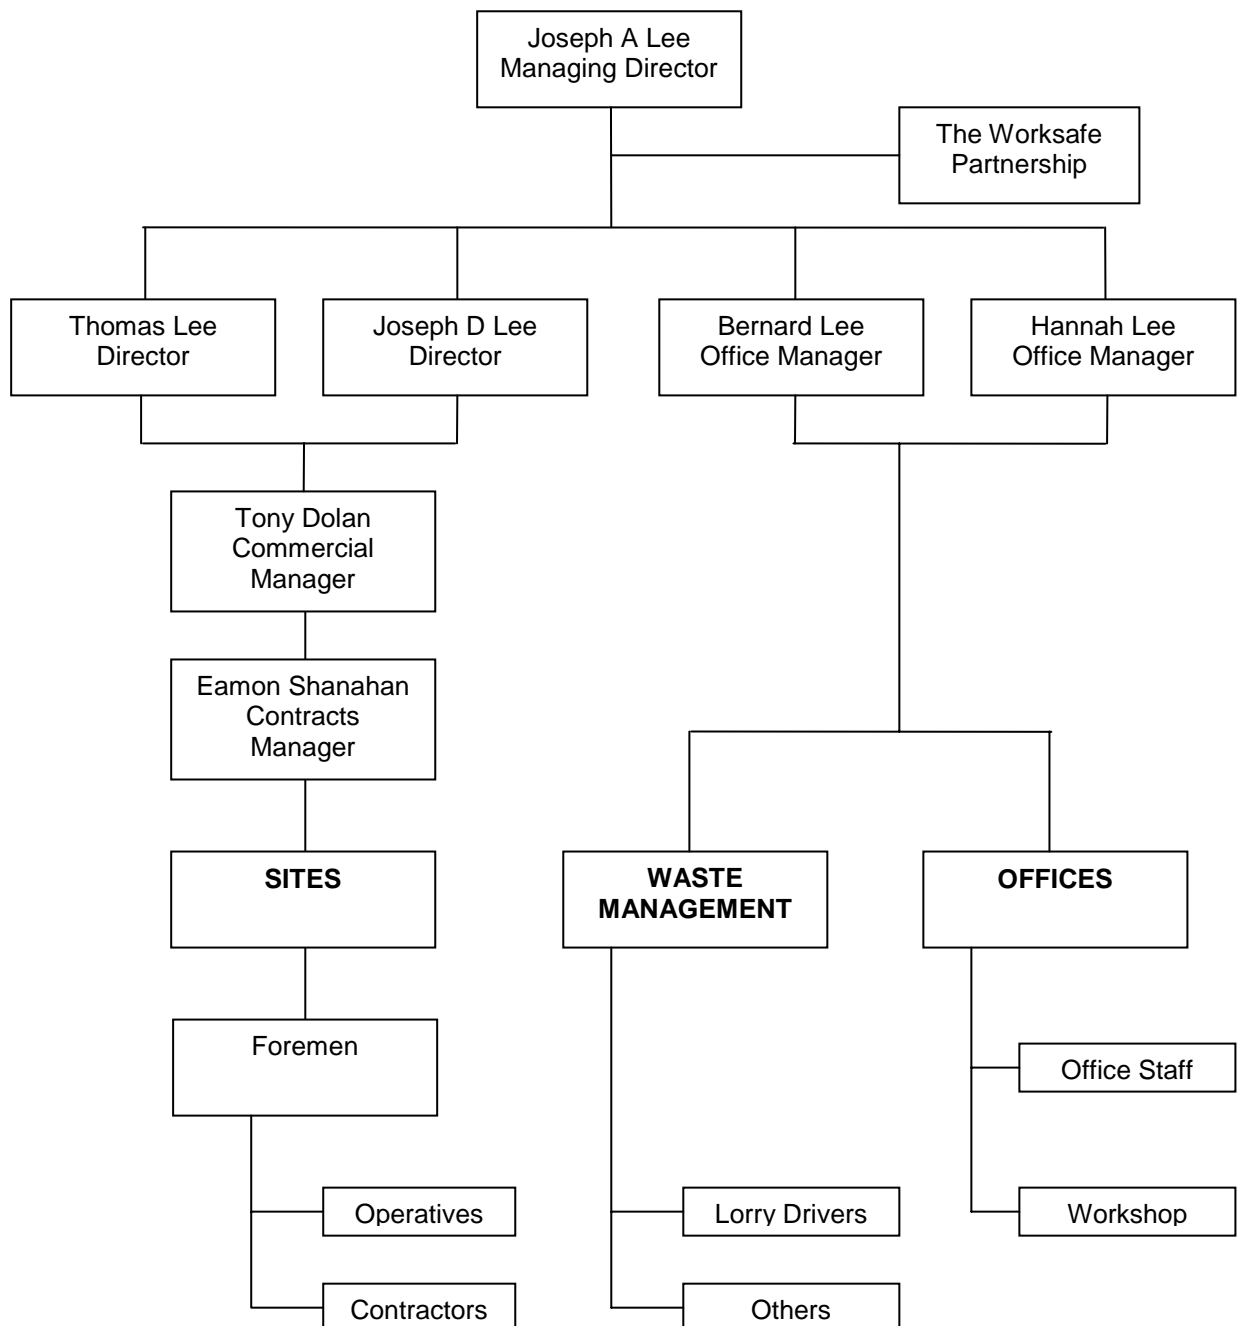 Joseph A Lee
Managing Director
The Worksafe
Partnership
Thomas Lee
Director
Joseph D Lee
Director
Bernard Lee
Office Manager
Hannah Lee
Office Manager
Tony Dolan
Commercial
Manager
Eamon Shanahan
Contracts
Manager
SITES
WASTE
MANAGEMENT
OFFICES
Foremen
Office Staff
Operatives
Lorry Drivers
Workshop
Contractors
Others